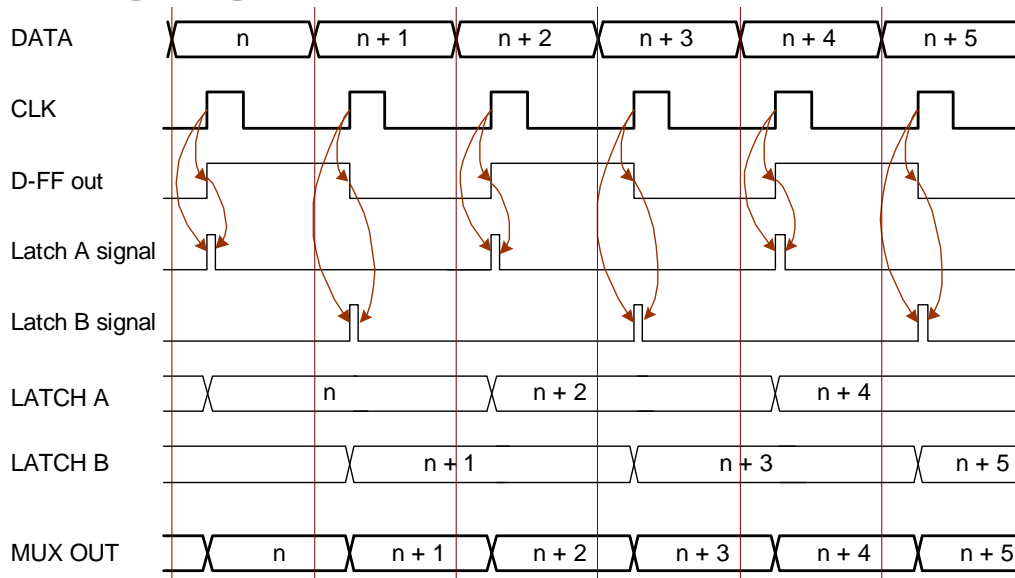 DATA n n + 1 n + 2 n + 3 n + 4 n + 5
CLK
D-FF out
Latch A signal
Latch B signal
LATCH A n n + 2 n + 4
LATCH B n + 1 n + 3 n + 5
MUX OUT n n + 1 n + 2 n + 3 n + 4 n + 5